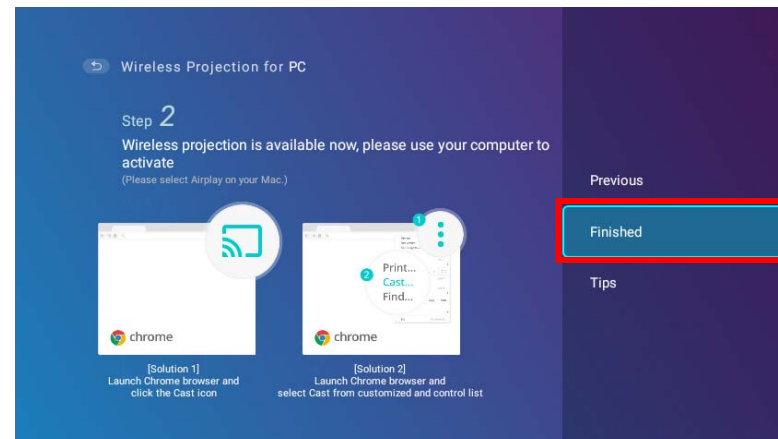 Wireless Projection for PC
Step 2
Wireless projection is available now, please use your computer to
activate
(Please select Airplay on your Mac.)
1
2
Print...
Cast...
Find...
chrome
chrome
[Solution 1]
Launch Chrome browser and
click the Cast icon
[Solution 2]
Launch Chrome browser and
select Cast from customized and control list
Previous
Finished
Tips